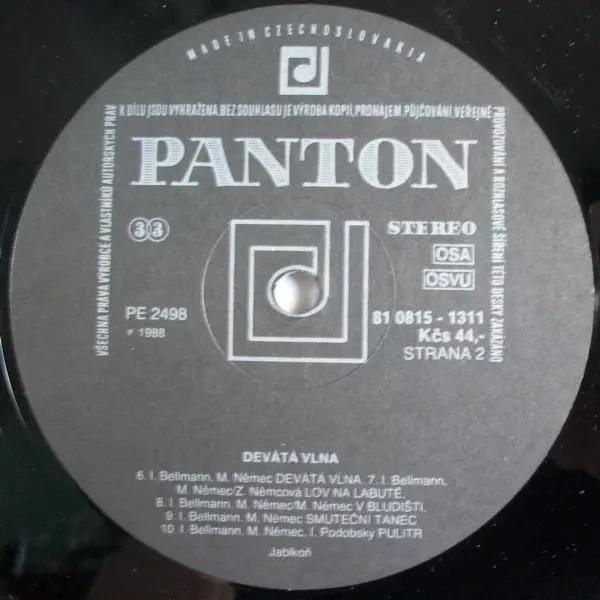 MADE IN CZECHOSLOVAKIA
VŠECHNA PRÁVA VÝROBCE A VLASTNÍKŮ AUTORSKÝCH PRÁV
K DÍLU JSOU VYHRAŽENA. BEZ SOUHLASU JE VÝROBA KOPIÍ, PRONÁJEM, PŮJČOVÁNÍ, VEŘEJNÉ
PROVOZOVÁNÍ A ROZHLASOVÉ ŠÍŘENÍ TÉTO DESKY ZAKÁZÁNO
PANTON
33
STEREO
OSA
OSVU
PE 2498
℗ 1988
81 0815 - 1311
Kčs 44,-
STRANA 2
DEVÁTÁ VLNA
6. I. Bellmann, M. Němec DEVÁTÁ VLNA. 7. I. Bellmann,
M. Němec/Z. Němcová LOV NA LABUTĚ.
8. I. Bellmann, M. Němec/M. Němec V BLUDIŠTI.
9. I. Bellmann, M. Němec SMUTEČNÍ TANEC
10. I. Bellmann, M. Němec, I. Podobský PULITR
Jablkoň